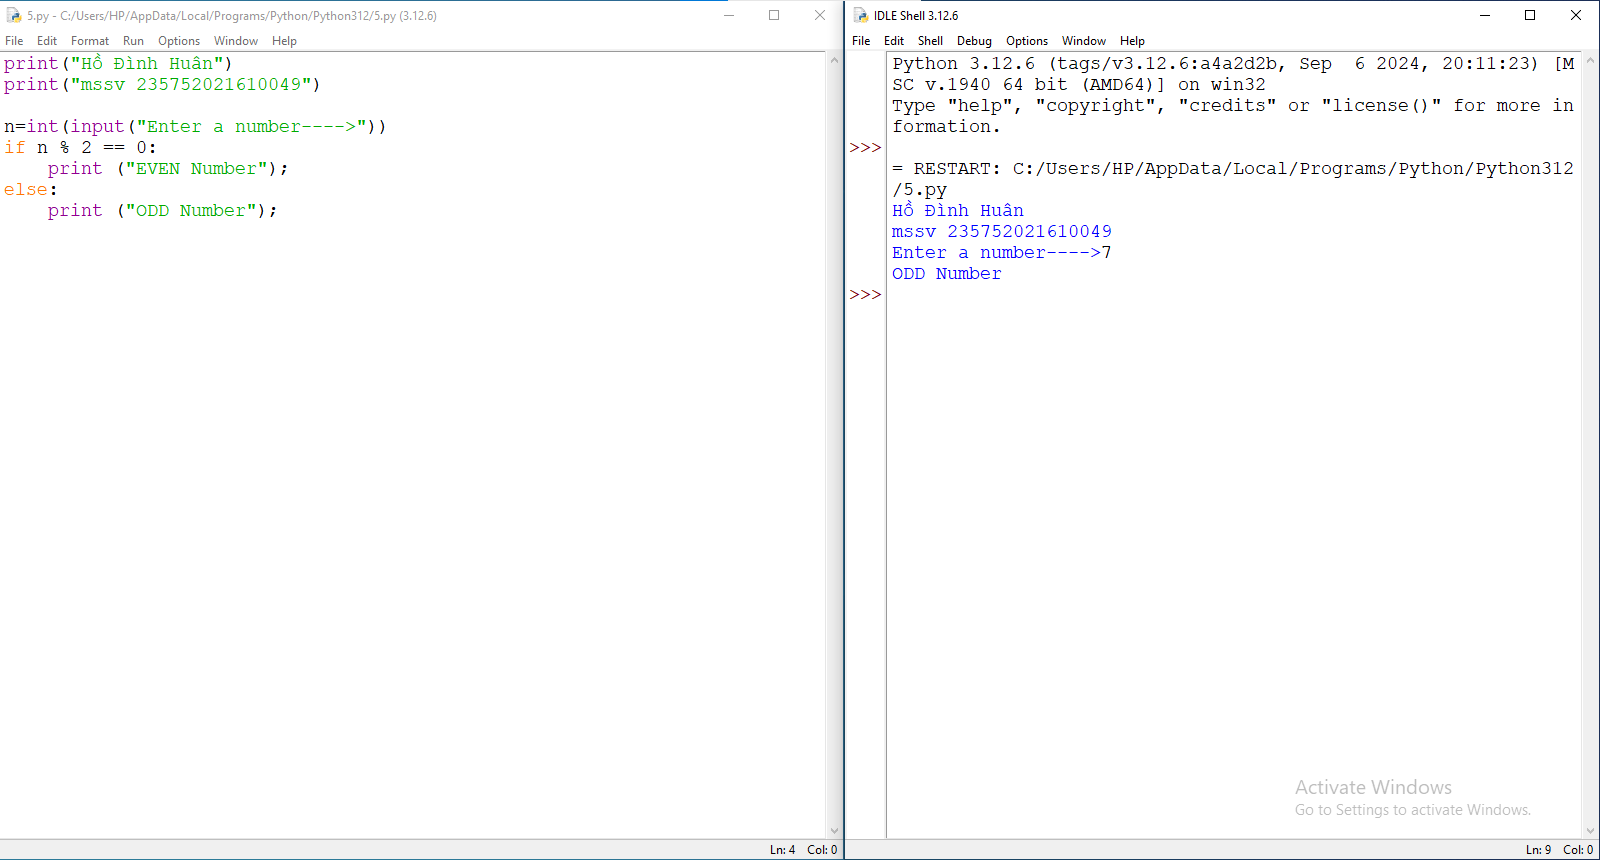 5.py - C:/Users/HP/AppData/Local/Programs/Python/Python312/5.py (3.12.6)
File Edit Format Run Options Window Help
print("Hồ Đình Huân")
print("mssv 235752021610049")
n=int(input("Enter a number---->"))
if n % 2 == 0:
    print ("EVEN Number");
else:
    print ("ODD Number");
Ln: 4 Col: 0
IDLE Shell 3.12.6
File Edit Shell Debug Options Window Help
Python 3.12.6 (tags/v3.12.6:a4a2d2b, Sep  6 2024, 20:11:23) [M
SC v.1940 64 bit (AMD64)] on win32
Type "help", "copyright", "credits" or "license()" for more in
formation.
>>>
= RESTART: C:/Users/HP/AppData/Local/Programs/Python/Python312
/5.py
Hồ Đình Huân
mssv 235752021610049
Enter a number---->7
ODD Number
>>>
Activate Windows
Go to Settings to activate Windows.
Ln: 9 Col: 0